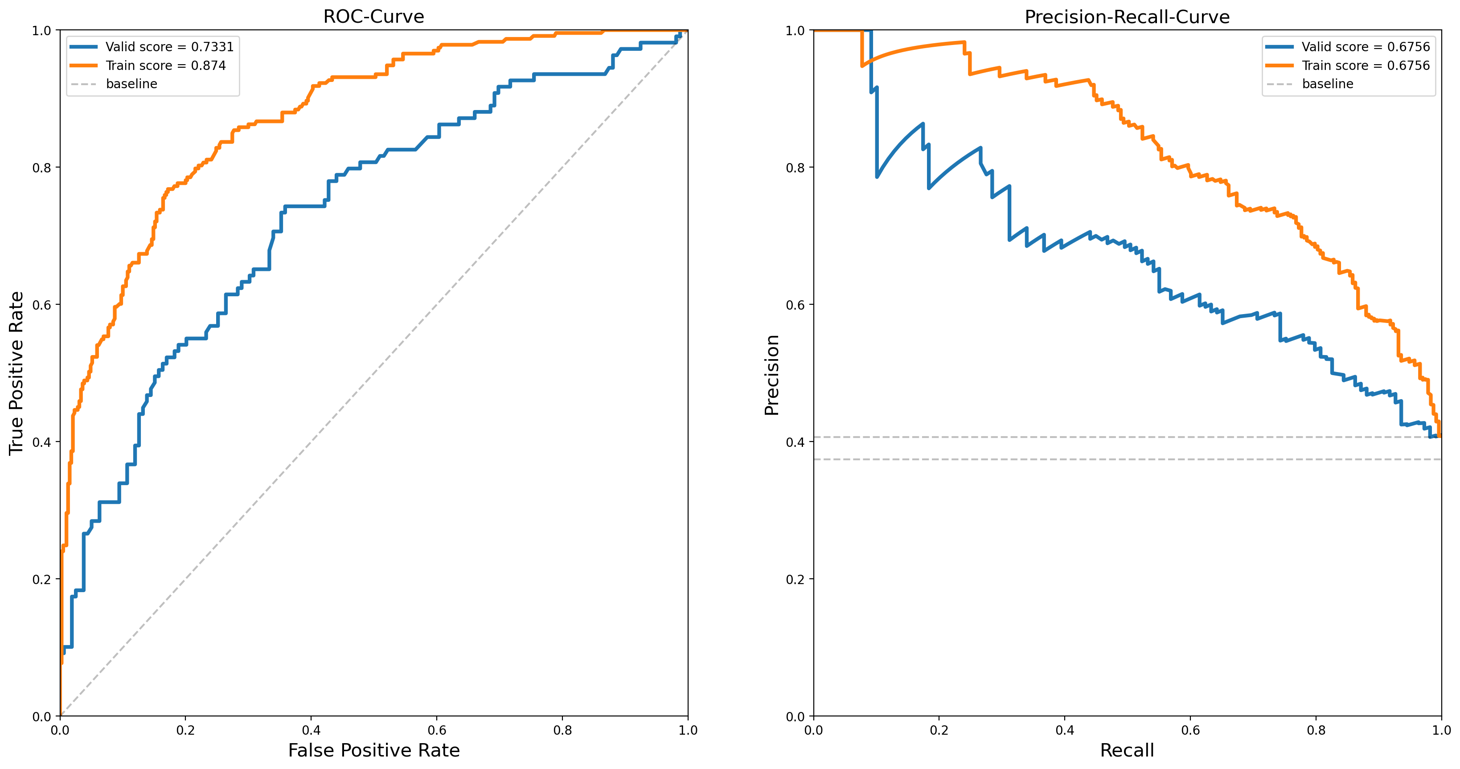 ROC-Curve
Valid score = 0.7331
Train score = 0.874
baseline
1.0
0.8
0.6
0.4
0.2
0.0
True Positive Rate
0.0 0.2 0.4 0.6 0.8 1.0
False Positive Rate
Precision-Recall-Curve
Valid score = 0.6756
Train score = 0.6756
baseline
1.0
0.8
0.6
0.4
0.2
0.0
Precision
0.0 0.2 0.4 0.6 0.8 1.0
Recall